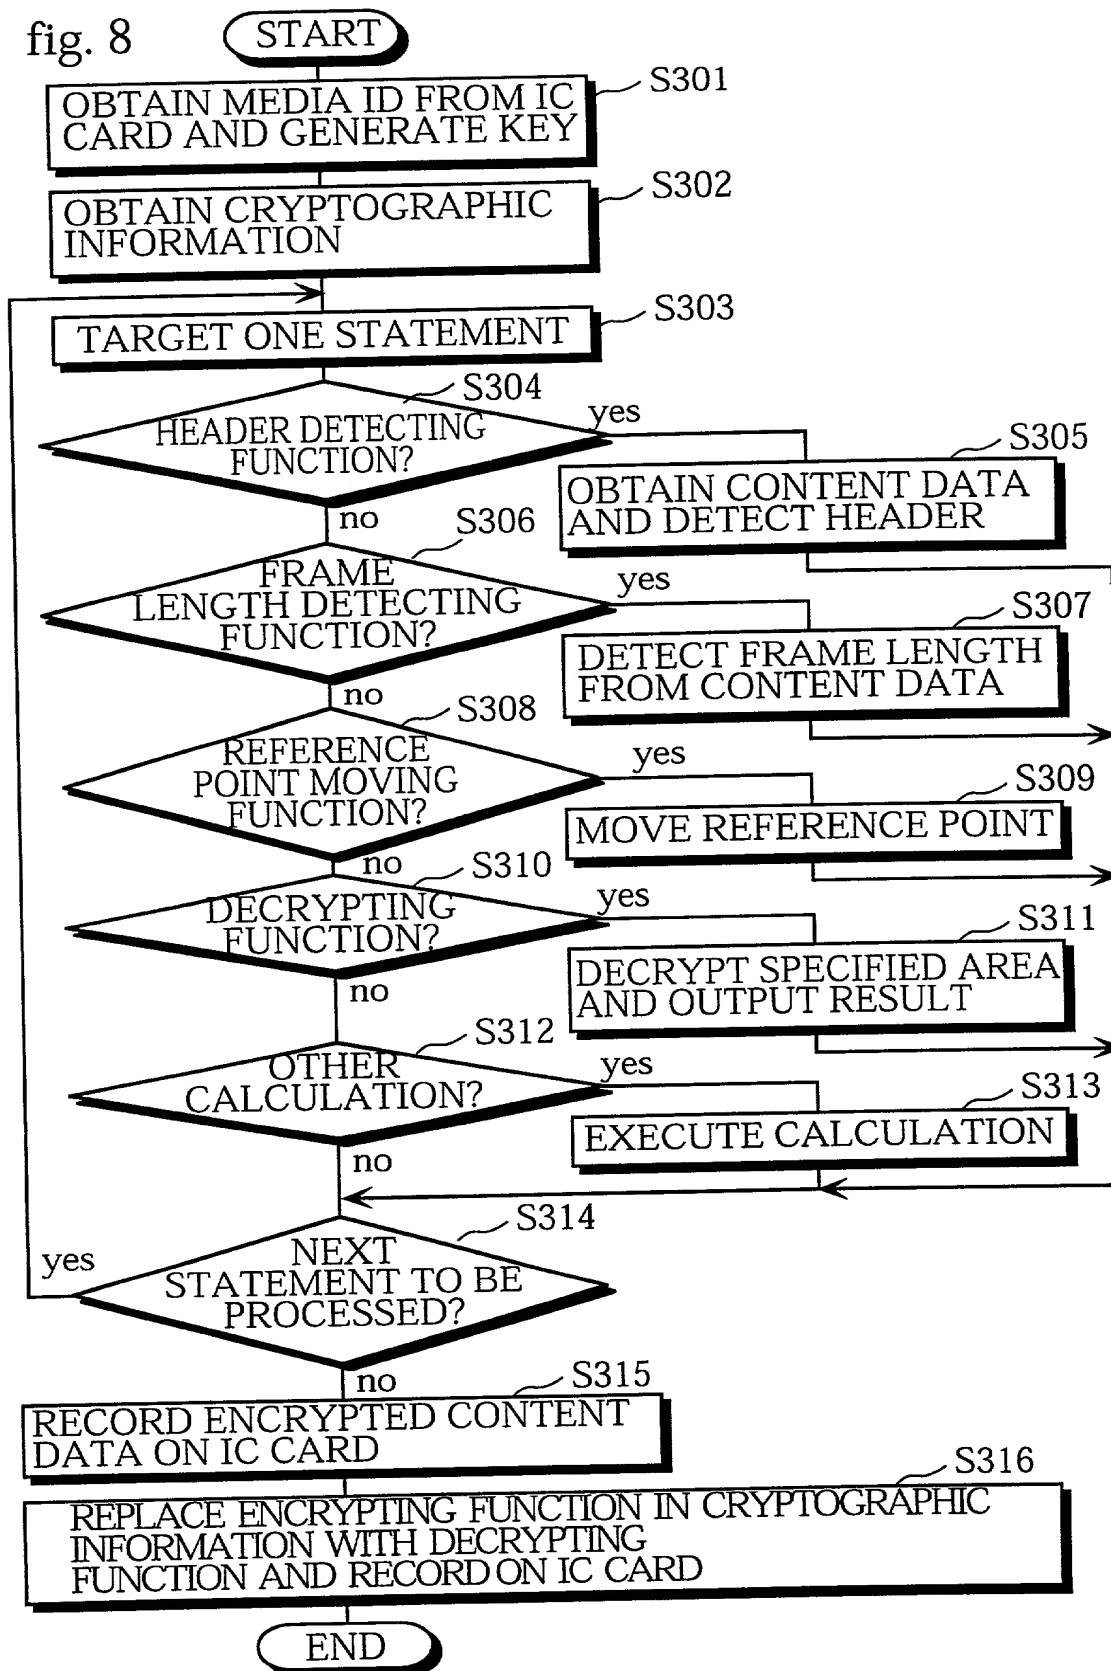 fig. 8
START
S301
OBTAIN MEDIA ID FROM IC
CARD AND GENERATE KEY
S302
OBTAIN CRYPTOGRAPHIC
INFORMATION
S303
TARGET ONE STATEMENT
S304
HEADER DETECTING
FUNCTION?
yes
S305
OBTAIN CONTENT DATA
AND DETECT HEADER
no
S306
FRAME
LENGTH DETECTING
FUNCTION?
yes
S307
DETECT FRAME LENGTH
FROM CONTENT DATA
no
S308
REFERENCE
POINT MOVING
FUNCTION?
yes
S309
MOVE REFERENCE POINT
no
S310
DECRYPTING
FUNCTION?
yes
S311
DECRYPT SPECIFIED AREA
AND OUTPUT RESULT
no
S312
OTHER
CALCULATION?
yes
S313
EXECUTE CALCULATION
no
S314
NEXT
STATEMENT TO BE
PROCESSED?
yes
no
S315
RECORD ENCRYPTED CONTENT
DATA ON IC CARD
S316
REPLACE ENCRYPTING FUNCTION IN CRYPTOGRAPHIC
INFORMATION WITH DECRYPTING
FUNCTION AND RECORD ON IC CARD
END